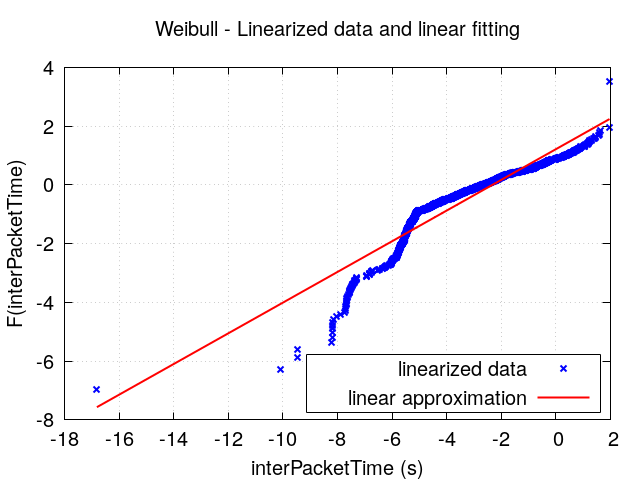 Weibull - Linearized data and linear fitting
4
2
0
-2
-4
-6
-8
F(interPacketTime)
linearized data
linear approximation
-18 -16 -14 -12 -10 -8 -6 -4 -2 0 2
interPacketTime (s)